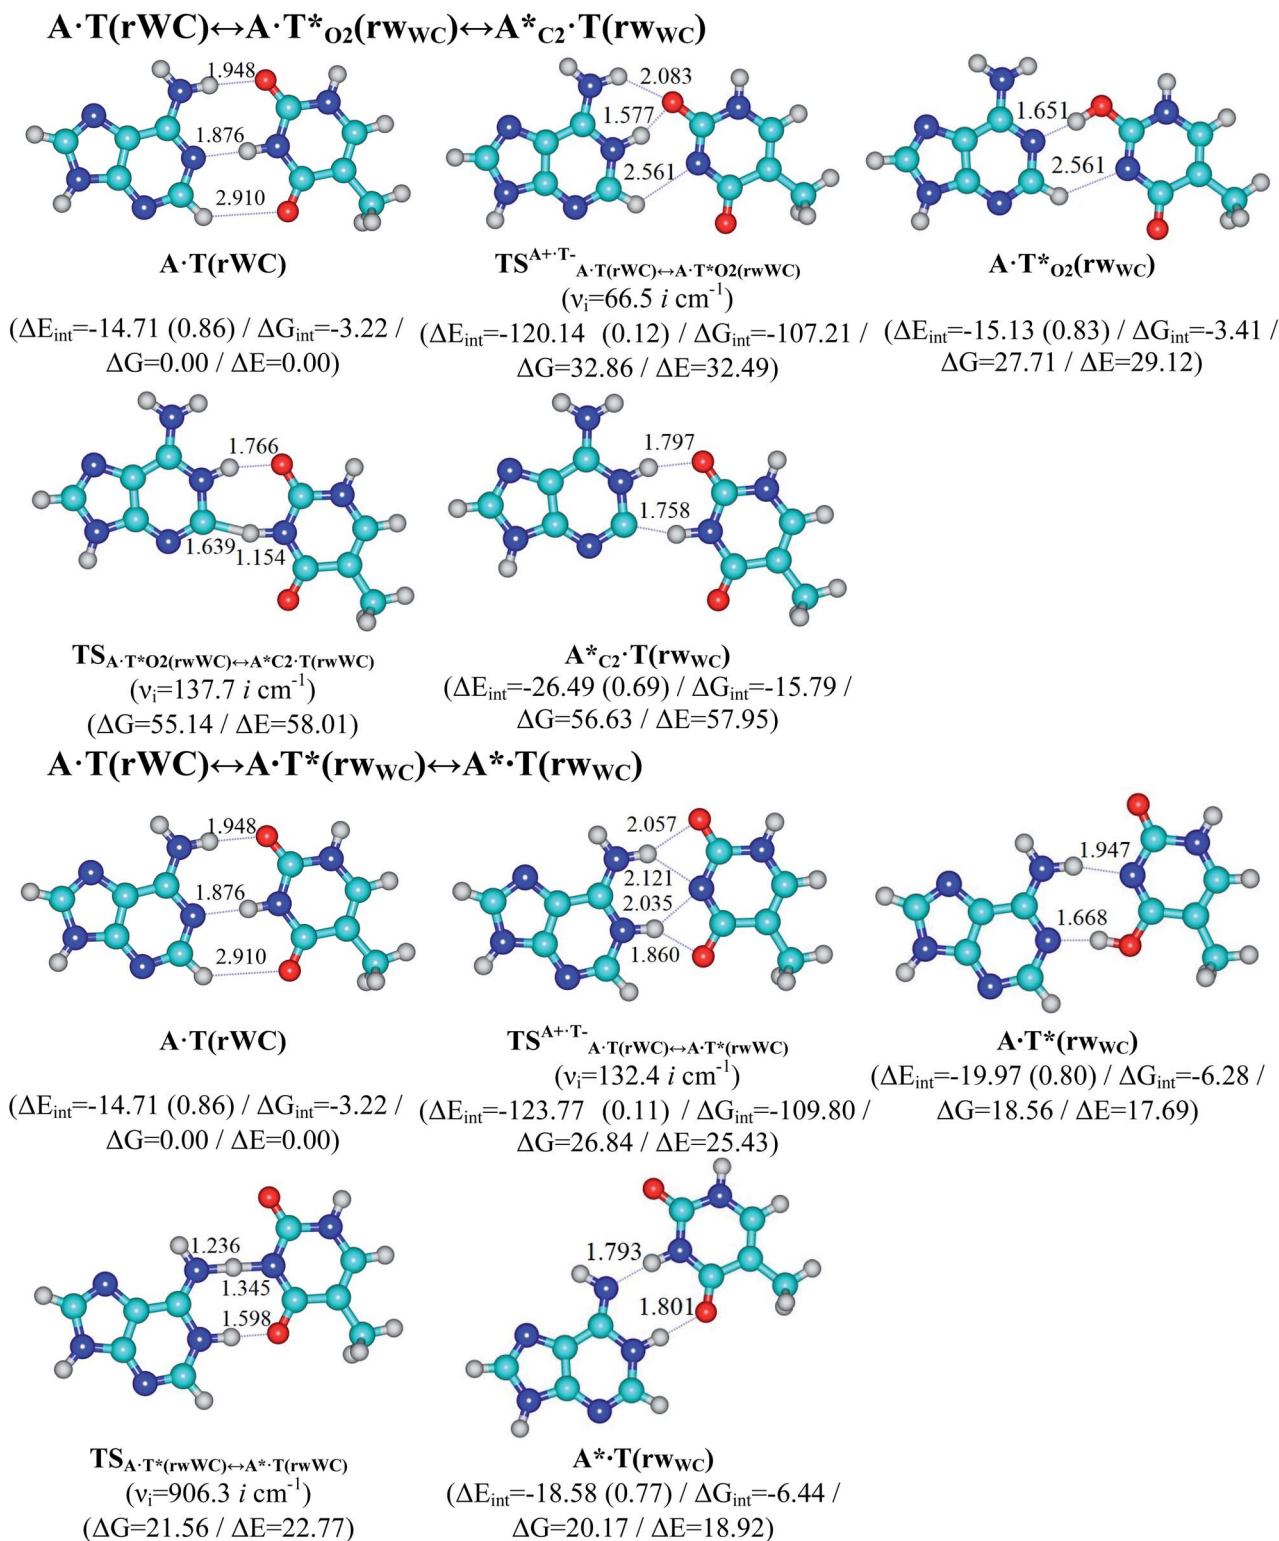 A·T(rWC)↔A·T*O2(rwWC)↔A*C2·T(rwWC)
1.948
1.876
2.910
2.083
1.577
2.561
1.651
2.561
A·T(rWC)
TSA+·T-A·T(rWC)↔A·T*O2(rwWC)
A·T*O2(rwWC)
(νi=66.5 i cm-1)
(ΔEint=-14.71 (0.86) / ΔGint=-3.22 /
ΔG=0.00 / ΔE=0.00)
(ΔEint=-120.14 (0.12) / ΔGint=-107.21 /
ΔG=32.86 / ΔE=32.49)
(ΔEint=-15.13 (0.83) / ΔGint=-3.41 /
ΔG=27.71 / ΔE=29.12)
1.766
1.639
1.154
1.797
1.758
TSA·T*O2(rwWC)↔A*C2·T(rwWC)
(νi=137.7 i cm-1)
(ΔG=55.14 / ΔE=58.01)
A*C2·T(rwWC)
(ΔEint=-26.49 (0.69) / ΔGint=-15.79 /
ΔG=56.63 / ΔE=57.95)
A·T(rWC)↔A·T*(rwWC)↔A*·T(rwWC)
1.948
1.876
2.910
2.057
2.121
2.035
1.860
1.947
1.668
A·T(rWC)
TSA+·T-A·T(rWC)↔A·T*(rwWC)
(νi=132.4 i cm-1)
A·T*(rwWC)
(ΔEint=-14.71 (0.86) / ΔGint=-3.22 /
ΔG=0.00 / ΔE=0.00)
(ΔEint=-123.77 (0.11) / ΔGint=-109.80 /
ΔG=26.84 / ΔE=25.43)
(ΔEint=-19.97 (0.80) / ΔGint=-6.28 /
ΔG=18.56 / ΔE=17.69)
1.236
1.345
1.598
1.793
1.801
TSA·T*(rwWC)↔A*·T(rwWC)
(νi=906.3 i cm-1)
(ΔG=21.56 / ΔE=22.77)
A*·T(rwWC)
(ΔEint=-18.58 (0.77) / ΔGint=-6.44 /
ΔG=20.17 / ΔE=18.92)